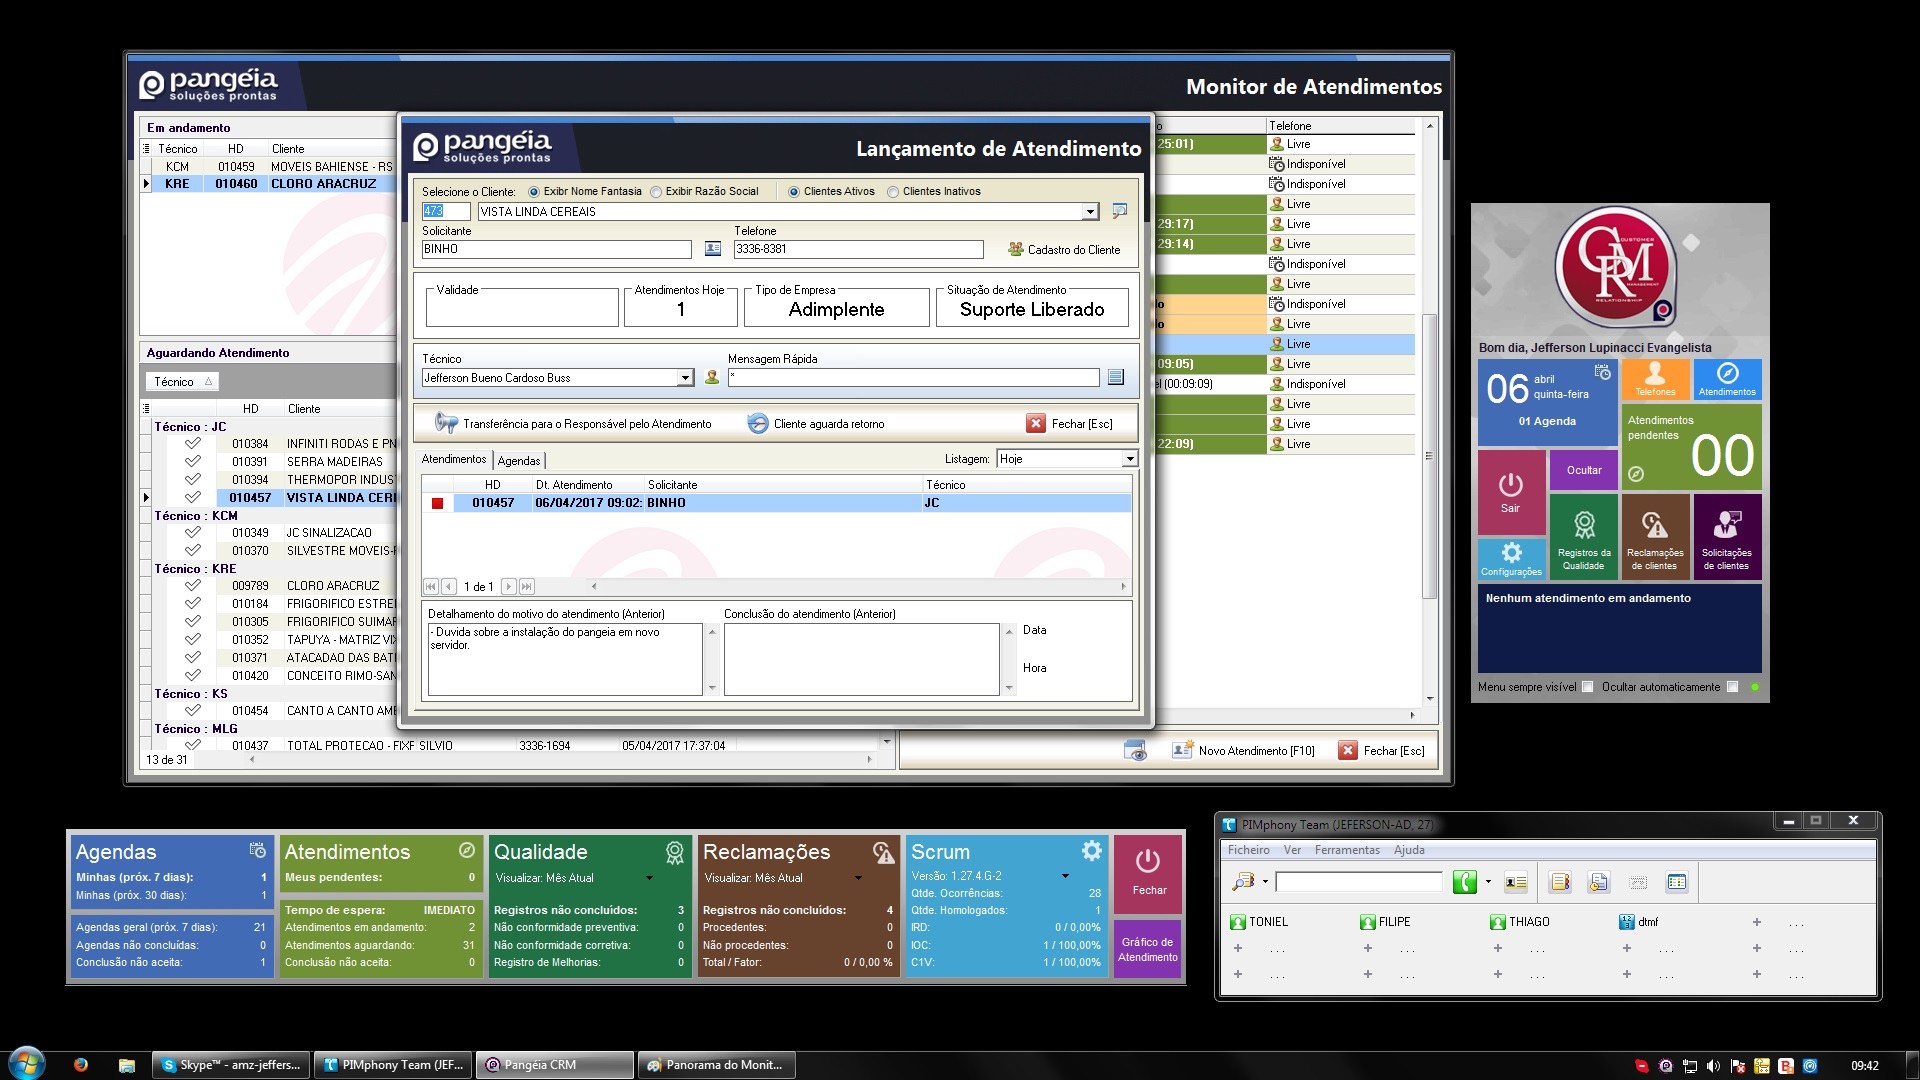 pangéia
soluções prontas
Monitor de Atendimentos
Em andamento
Técnico HD Cliente
KCM 010459 MOVEIS BAHIENSE - RS
KRE 010460 CLORO ARACRUZ
Aguardando Atendimento
Técnico
HD Cliente
Técnico : JC
010384 INFINITI RODAS E PN
010391 SERRA MADEIRAS
010394 THERMOPOR INDUST
010457 VISTA LINDA CERE
Técnico : KCM
010349 JC SINALIZACAO
010370 SILVESTRE MOVEIS-F
Técnico : KRE
009789 CLORO ARACRUZ
010184 FRIGORIFICO ESTREL
010305 FRIGORIFICO SUIMAR
010352 TAPUYA - MATRIZ VIX
010371 ATACADAO DAS BATI
010420 CONCEITO RIMO-SAN
Técnico : KS
010454 CANTO A CANTO AME
Técnico : MLG
010437 TOTAL PROTECAO - FIXF SILVIO 3336-1694 05/04/2017 17:37:04
13 de 31
pangéia
soluções prontas
Lançamento de Atendimento
Selecione o Cliente: Exibr Nome Fantasia Exibir Razão Social Clientes Ativos Clientes Inativos
473 VISTA LINDA CEREAIS
Solicitante Telefone
BINHO 3336-8381 Cadastro do Cliente
Validade Atendimentos Hoje Tipo de Empresa Situação de Atendimento
1 Adimplente Suporte Liberado
Técnico Mensagem Rápida
Jefferson Bueno Cardoso Buss *
Transferência para o Responsável pelo Atendimento Cliente aguarda retorno Fechar [Esc]
Atendimentos Agendas Listagem: Hoje
HD Dt. Atendimento Solicitante Técnico
010457 06/04/2017 09:02: BINHO JC
1 de 1
Detalhamento do motivo do atendimento (Anterior) Conclusão do atendimento (Anterior)
- Duvida sobre a instalação do pangeia em novo
servidor.
Data
Hora
o Telefone
25:01) Livre
Indisponível
Indisponível
Livre
29:17) Livre
29:14) Livre
Indisponível
Livre
lo Indisponível
lo Livre
Livre
09:05) Livre
el (00:09:09) Indisponível
Livre
Livre
22:09) Livre
Novo Atendimento [F10] Fechar [Esc]
CUSTOMER
CRM
MANAGEMENT
RELATIONSHIP
Bom dia, Jefferson Lupinacci Evangelista
06 abril
quinta-feira
01 Agenda
Telefones
Atendimentos
Atendimentos
pendentes
00
Sair
Ocultar
Configurações
Registros da
Qualidade
Reclamações
de clientes
Solicitações
de clientes
Nenhum atendimento em andamento
Menu sempre visível Ocultar automaticamente
Agendas
Minhas (próx. 7 dias): 1
Minhas (próx. 30 dias): 1
Agendas geral (próx. 7 dias): 21
Agendas não concluídas: 0
Conclusão não aceita: 1
Atendimentos
Meus pendentes: 0
Tempo de espera: IMEDIATO
Atendimentos em andamento: 2
Atendimentos aguardando: 31
Conclusão não aceita: 0
Qualidade
Visualizar: Mês Atual
Registros não concluídos: 3
Não conformidade preventiva: 0
Não conformidade corretiva: 0
Registro de Melhorias: 0
Reclamações
Visualizar: Mês Atual
Registros não concluídos: 4
Procedentes: 0
Não procedentes: 0
Total / Fator: 0 / 0,00 %
Scrum
Versão: 1.27.4.G-2
Qtde. Ocorrências: 28
Qtde. Homologados: 1
IRD: 0 / 0,00%
IOC: 1 / 100,00%
C1V: 1 / 100,00%
Fechar
Gráfico de
Atendimento
PIMphony Team (JEFERSON-AD, 27)
Ficheiro Ver Ferramentas Ajuda
TONIEL FILIPE THIAGO dtmf + ...
+ ... + ... + ... + ... + ...
+ ... + ... + ... + ... + ...
Skype™ - amz-jeffers... PIMphony Team (JEF... Pangéia CRM Panorama do Monit... 09:42